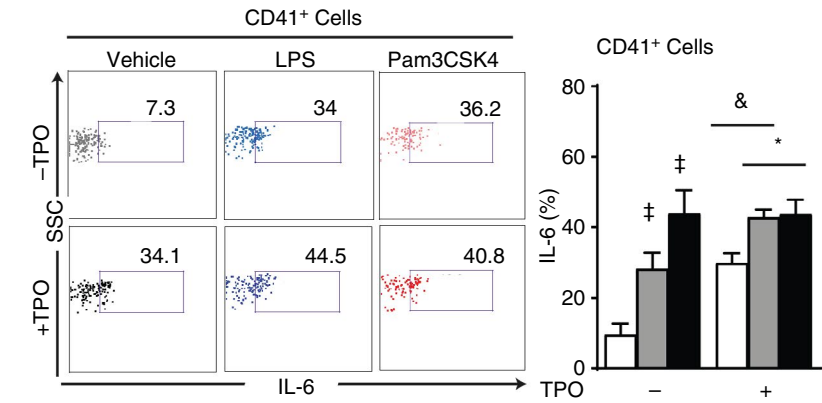 CD41+ Cells
Vehicle
LPS
Pam3CSK4
–TPO
7.3
34
36.2
SSC
+TPO
34.1
44.5
40.8
IL-6
CD41+ Cells
IL-6 (%)
80
60
40
20
0
&
*
‡
‡
TPO – +